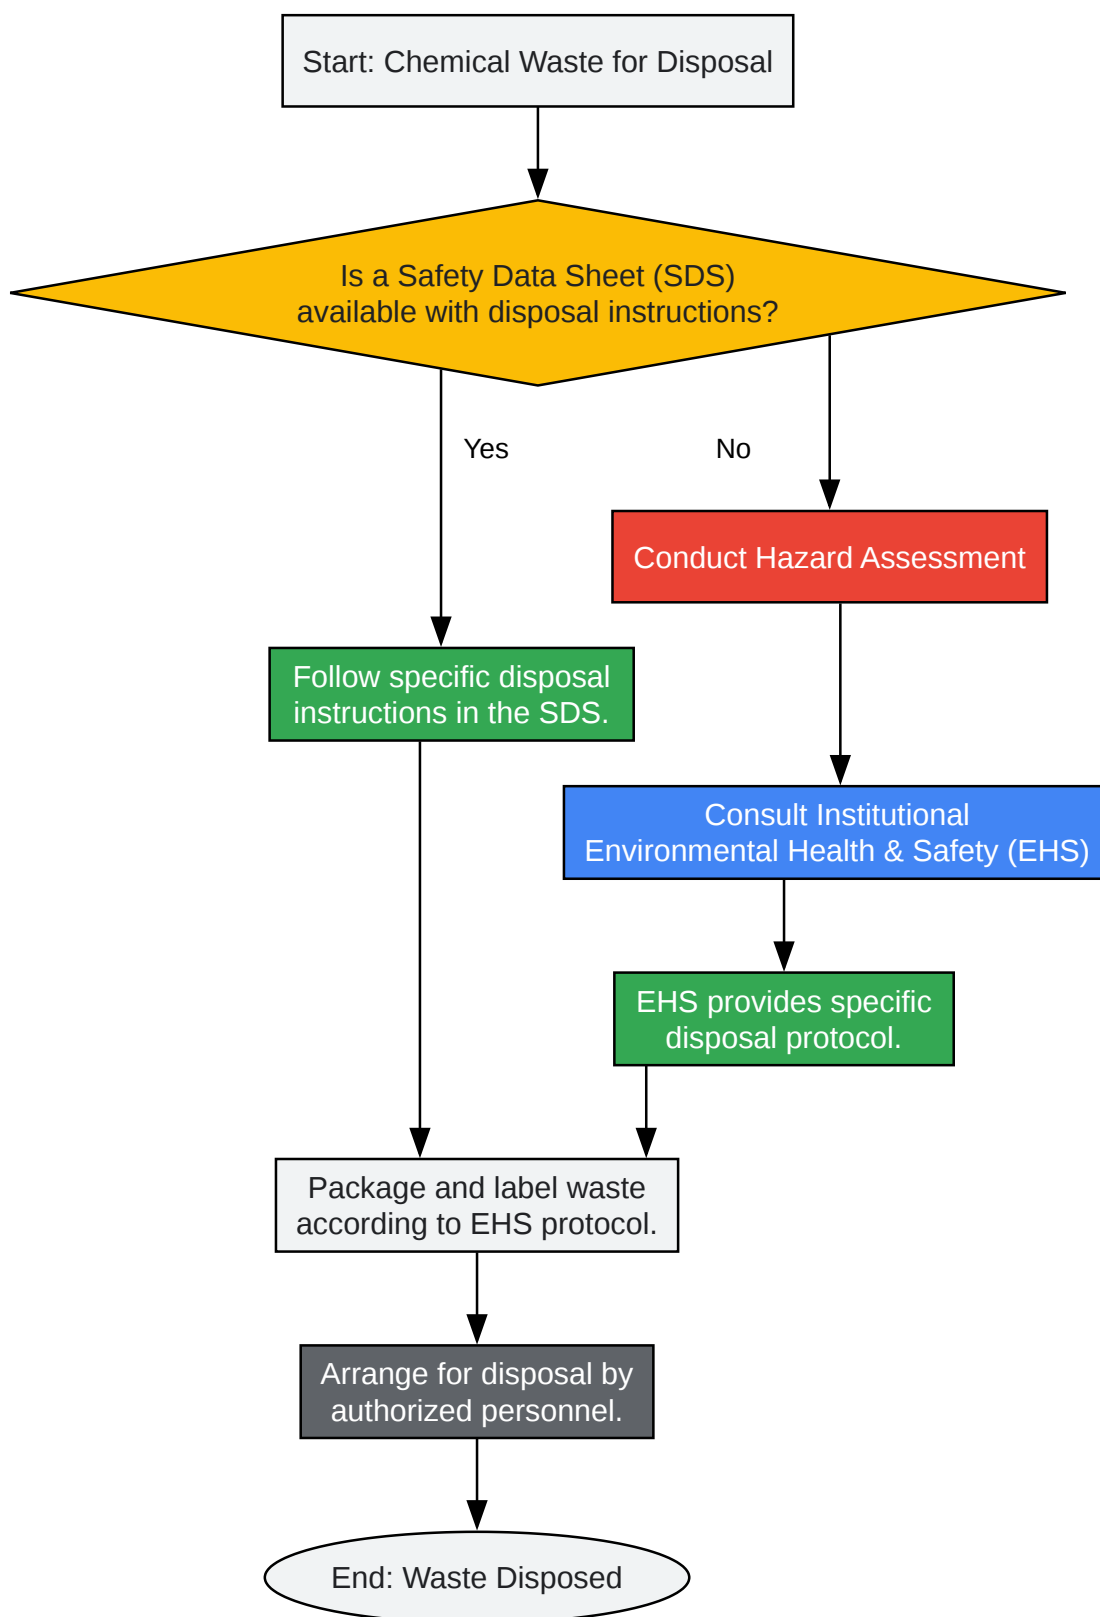 Start: Chemical Waste for Disposal
Is a Safety Data Sheet (SDS)
available with disposal instructions?
Yes
No
Conduct Hazard Assessment
Follow specific disposal
instructions in the SDS.
Consult Institutional
Environmental Health & Safety (EHS)
EHS provides specific
disposal protocol.
Package and label waste
according to EHS protocol.
Arrange for disposal by
authorized personnel.
End: Waste Disposed